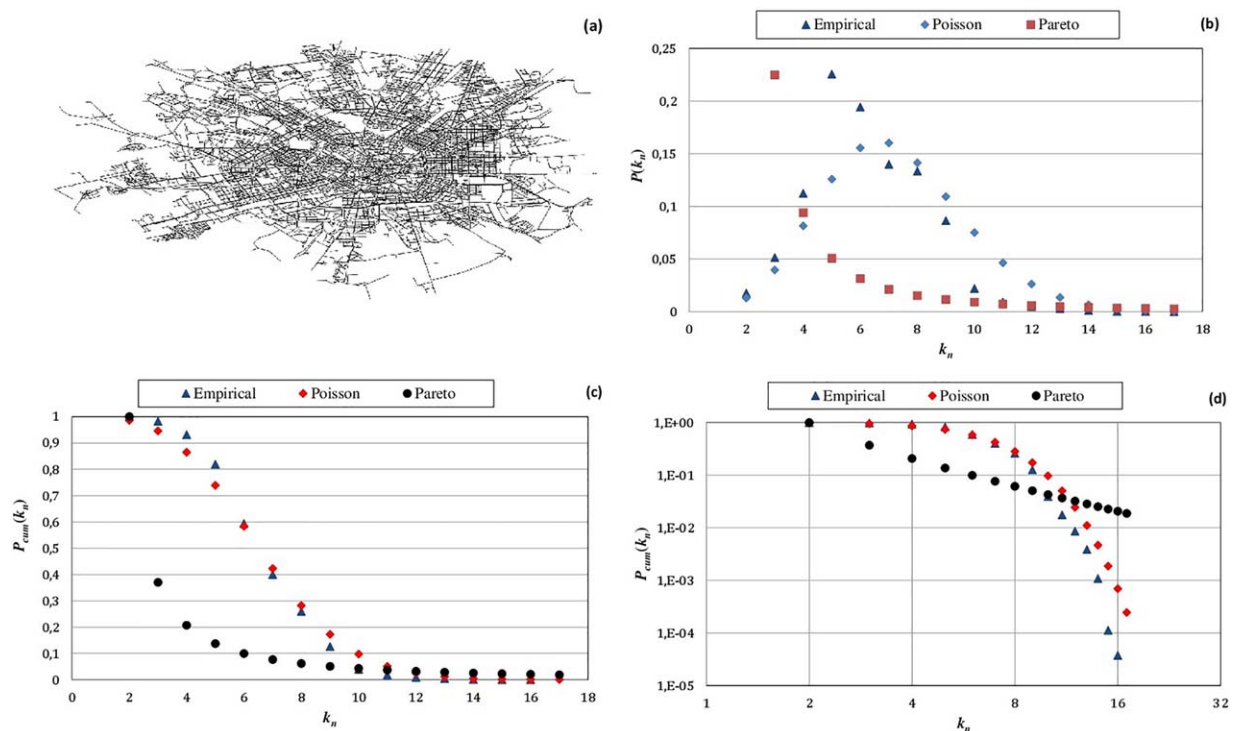 (a)
(b)
Empirical Poisson Pareto
0,25
0,2
0,15
0,1
0,05
0
P(kn)
0 2 4 6 8 10 12 14 16 18
kn
Empirical Poisson Pareto
(c)
1
0,9
0,8
0,7
0,6
0,5
0,4
0,3
0,2
0,1
0
Pcum(kn)
0 2 4 6 8 10 12 14 16 18
kn
Empirical Poisson Pareto
(d)
1,E+00
1,E-01
1,E-02
1,E-03
1,E-04
1,E-05
Pcum(kn)
1 2 4 8 16 32
kn